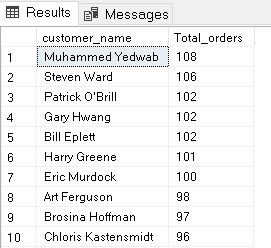 Results Messages
customer_name Total_orders
1 Muhammed Yedwab 108
2 Steven Ward 106
3 Patrick O'Brill 102
4 Gary Hwang 102
5 Bill Eplett 102
6 Harry Greene 101
7 Eric Murdock 100
8 Art Ferguson 98
9 Brosina Hoffman 97
10 Chloris Kastensmidt 96